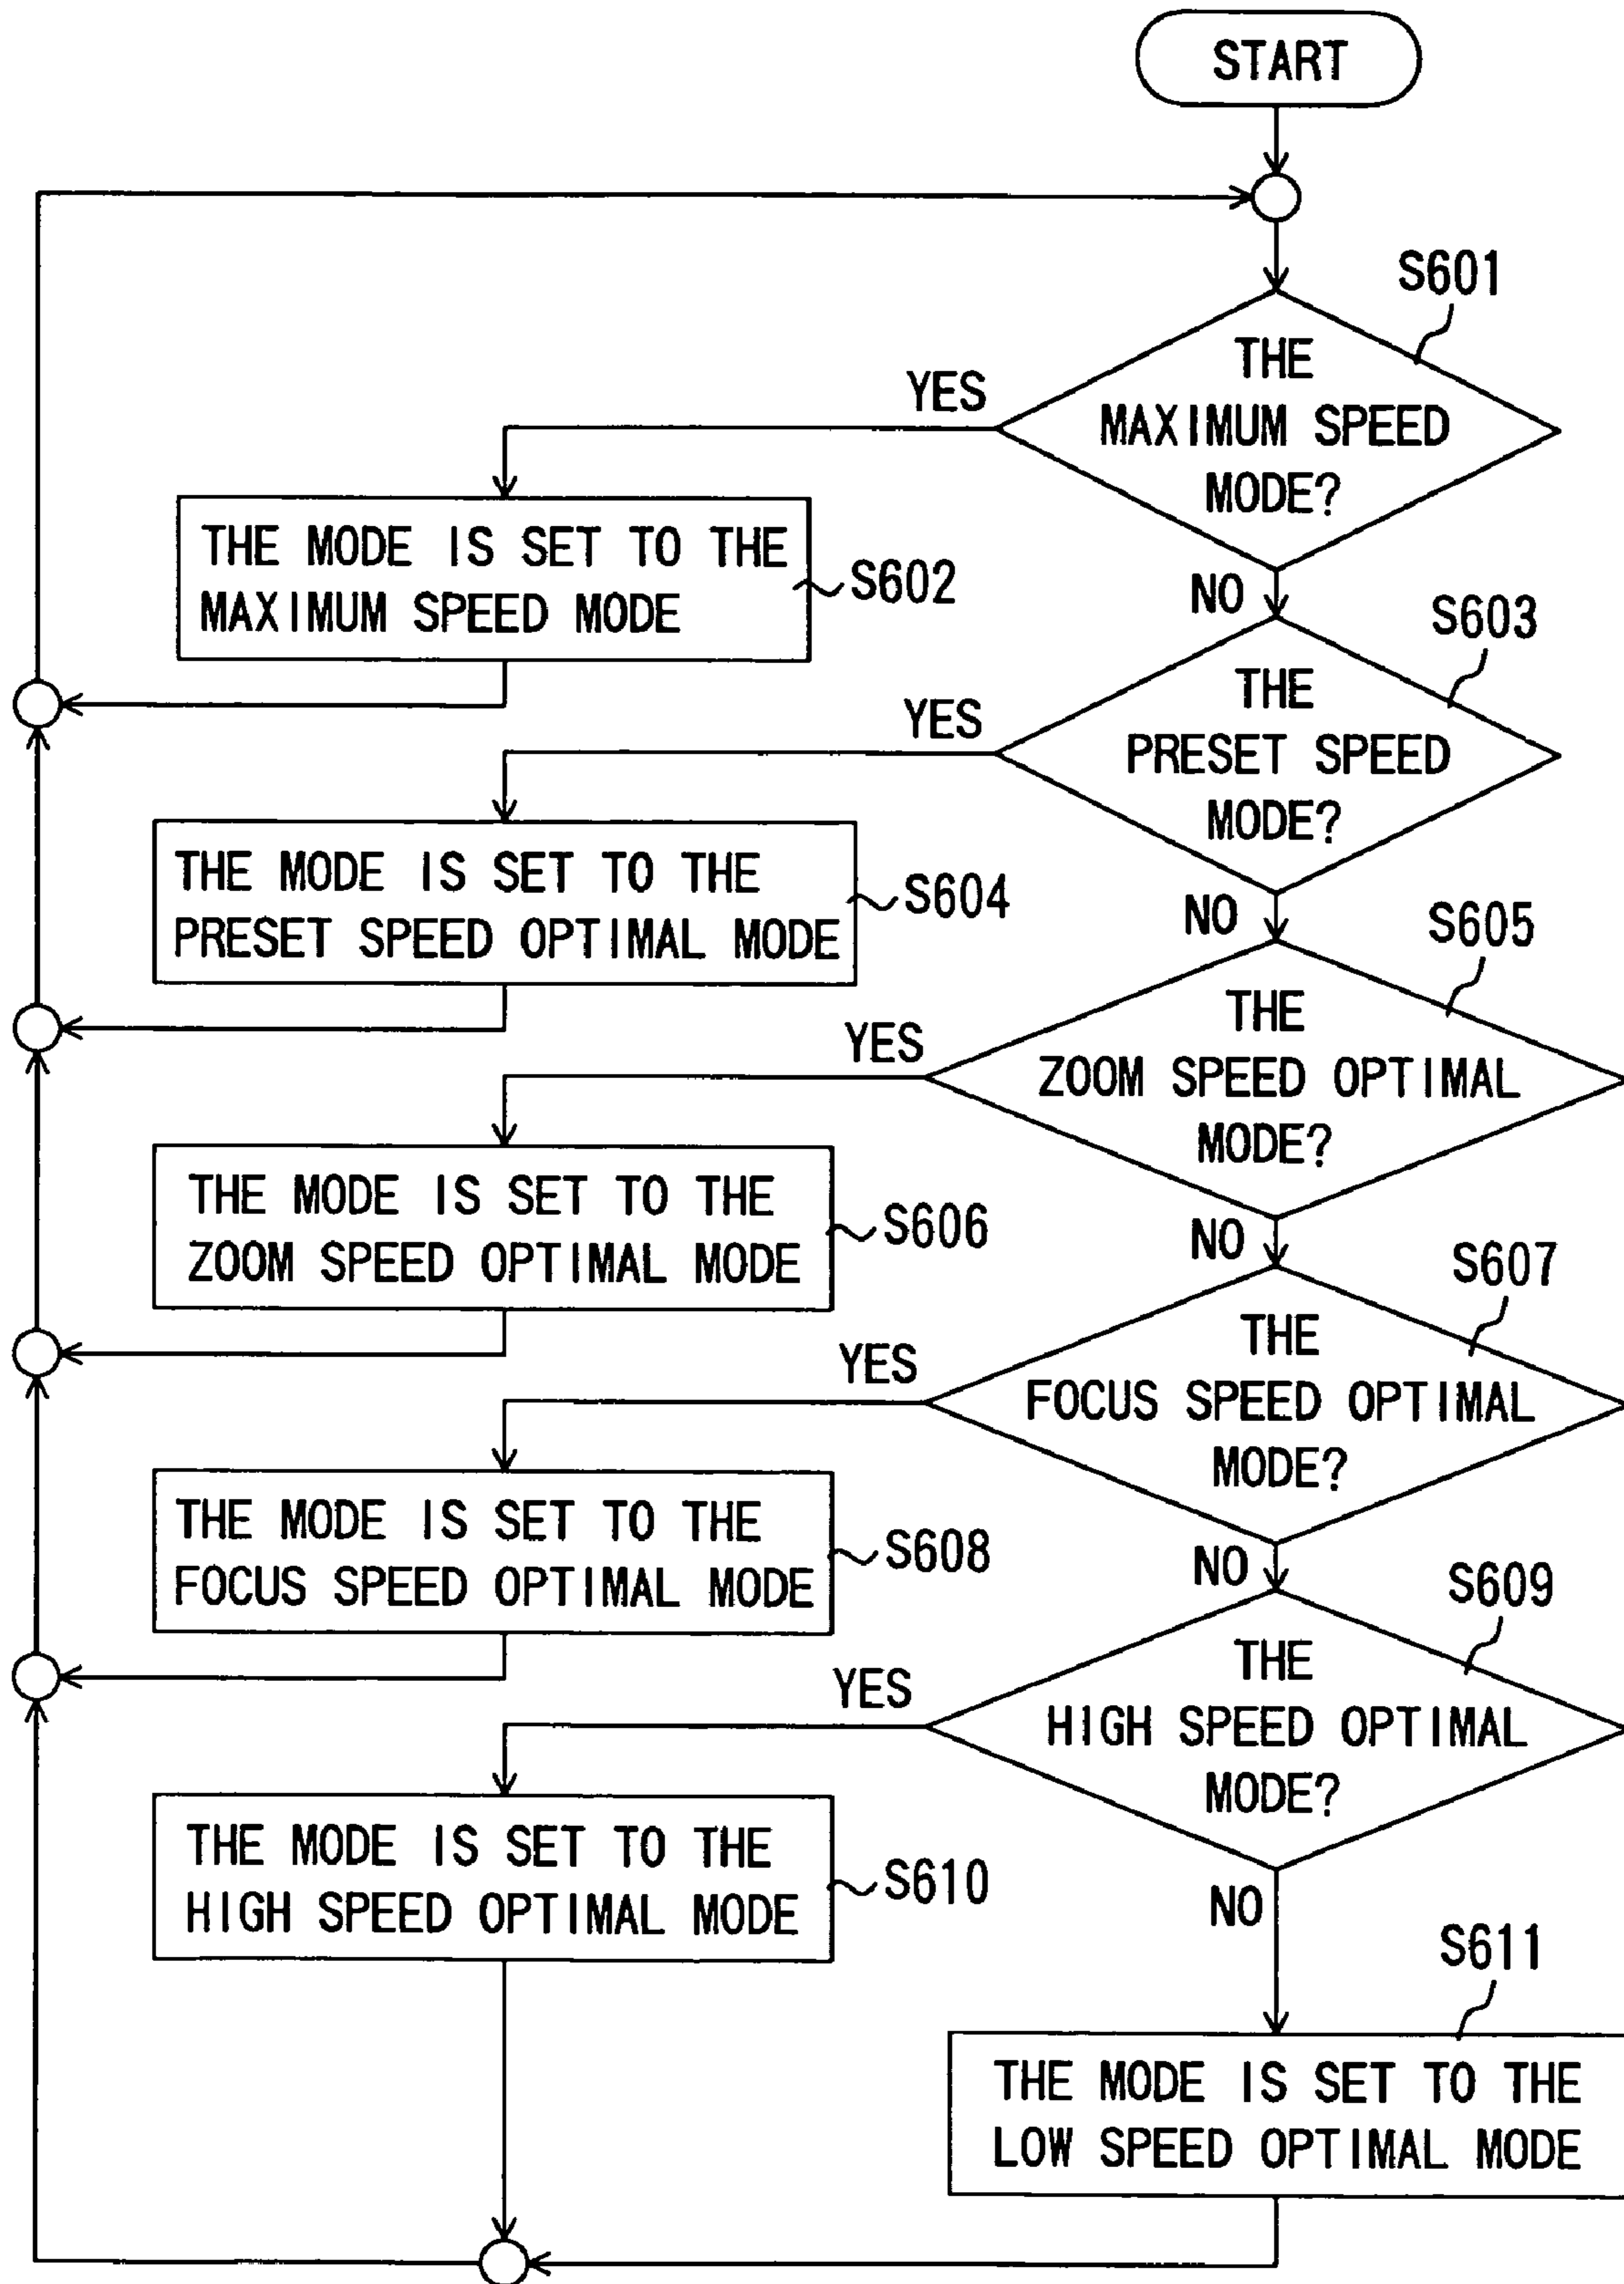 START
S601
THE
MAXIMUM SPEED
MODE?
YES
NO
THE MODE IS SET TO THE
MAXIMUM SPEED MODE
S602
S603
THE
PRESET SPEED
MODE?
YES
NO
THE MODE IS SET TO THE
PRESET SPEED OPTIMAL MODE
S604
S605
THE
ZOOM SPEED OPTIMAL
MODE?
YES
NO
THE MODE IS SET TO THE
ZOOM SPEED OPTIMAL MODE
S606
S607
THE
FOCUS SPEED OPTIMAL
MODE?
YES
NO
THE MODE IS SET TO THE
FOCUS SPEED OPTIMAL MODE
S608
S609
THE
HIGH SPEED OPTIMAL
MODE?
YES
NO
THE MODE IS SET TO THE
HIGH SPEED OPTIMAL MODE
S610
S611
THE MODE IS SET TO THE
LOW SPEED OPTIMAL MODE